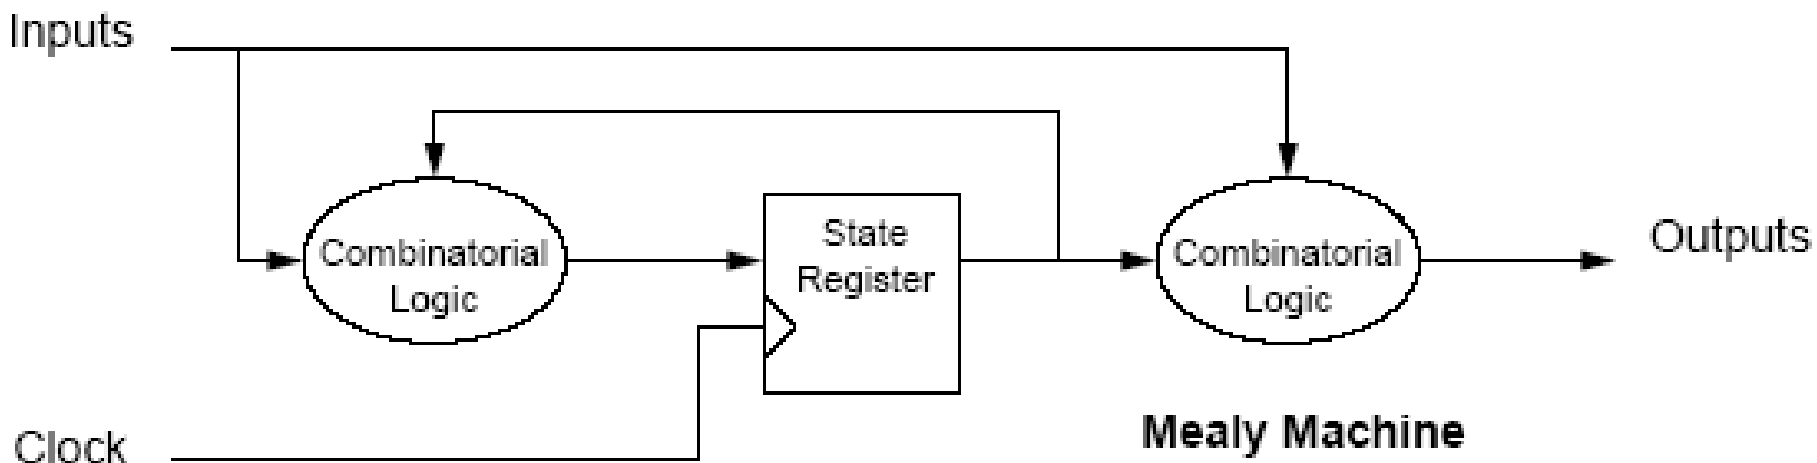 Inputs
Combinatorial
Logic
State
Register
Combinatorial
Logic
Outputs
Clock
Mealy Machine